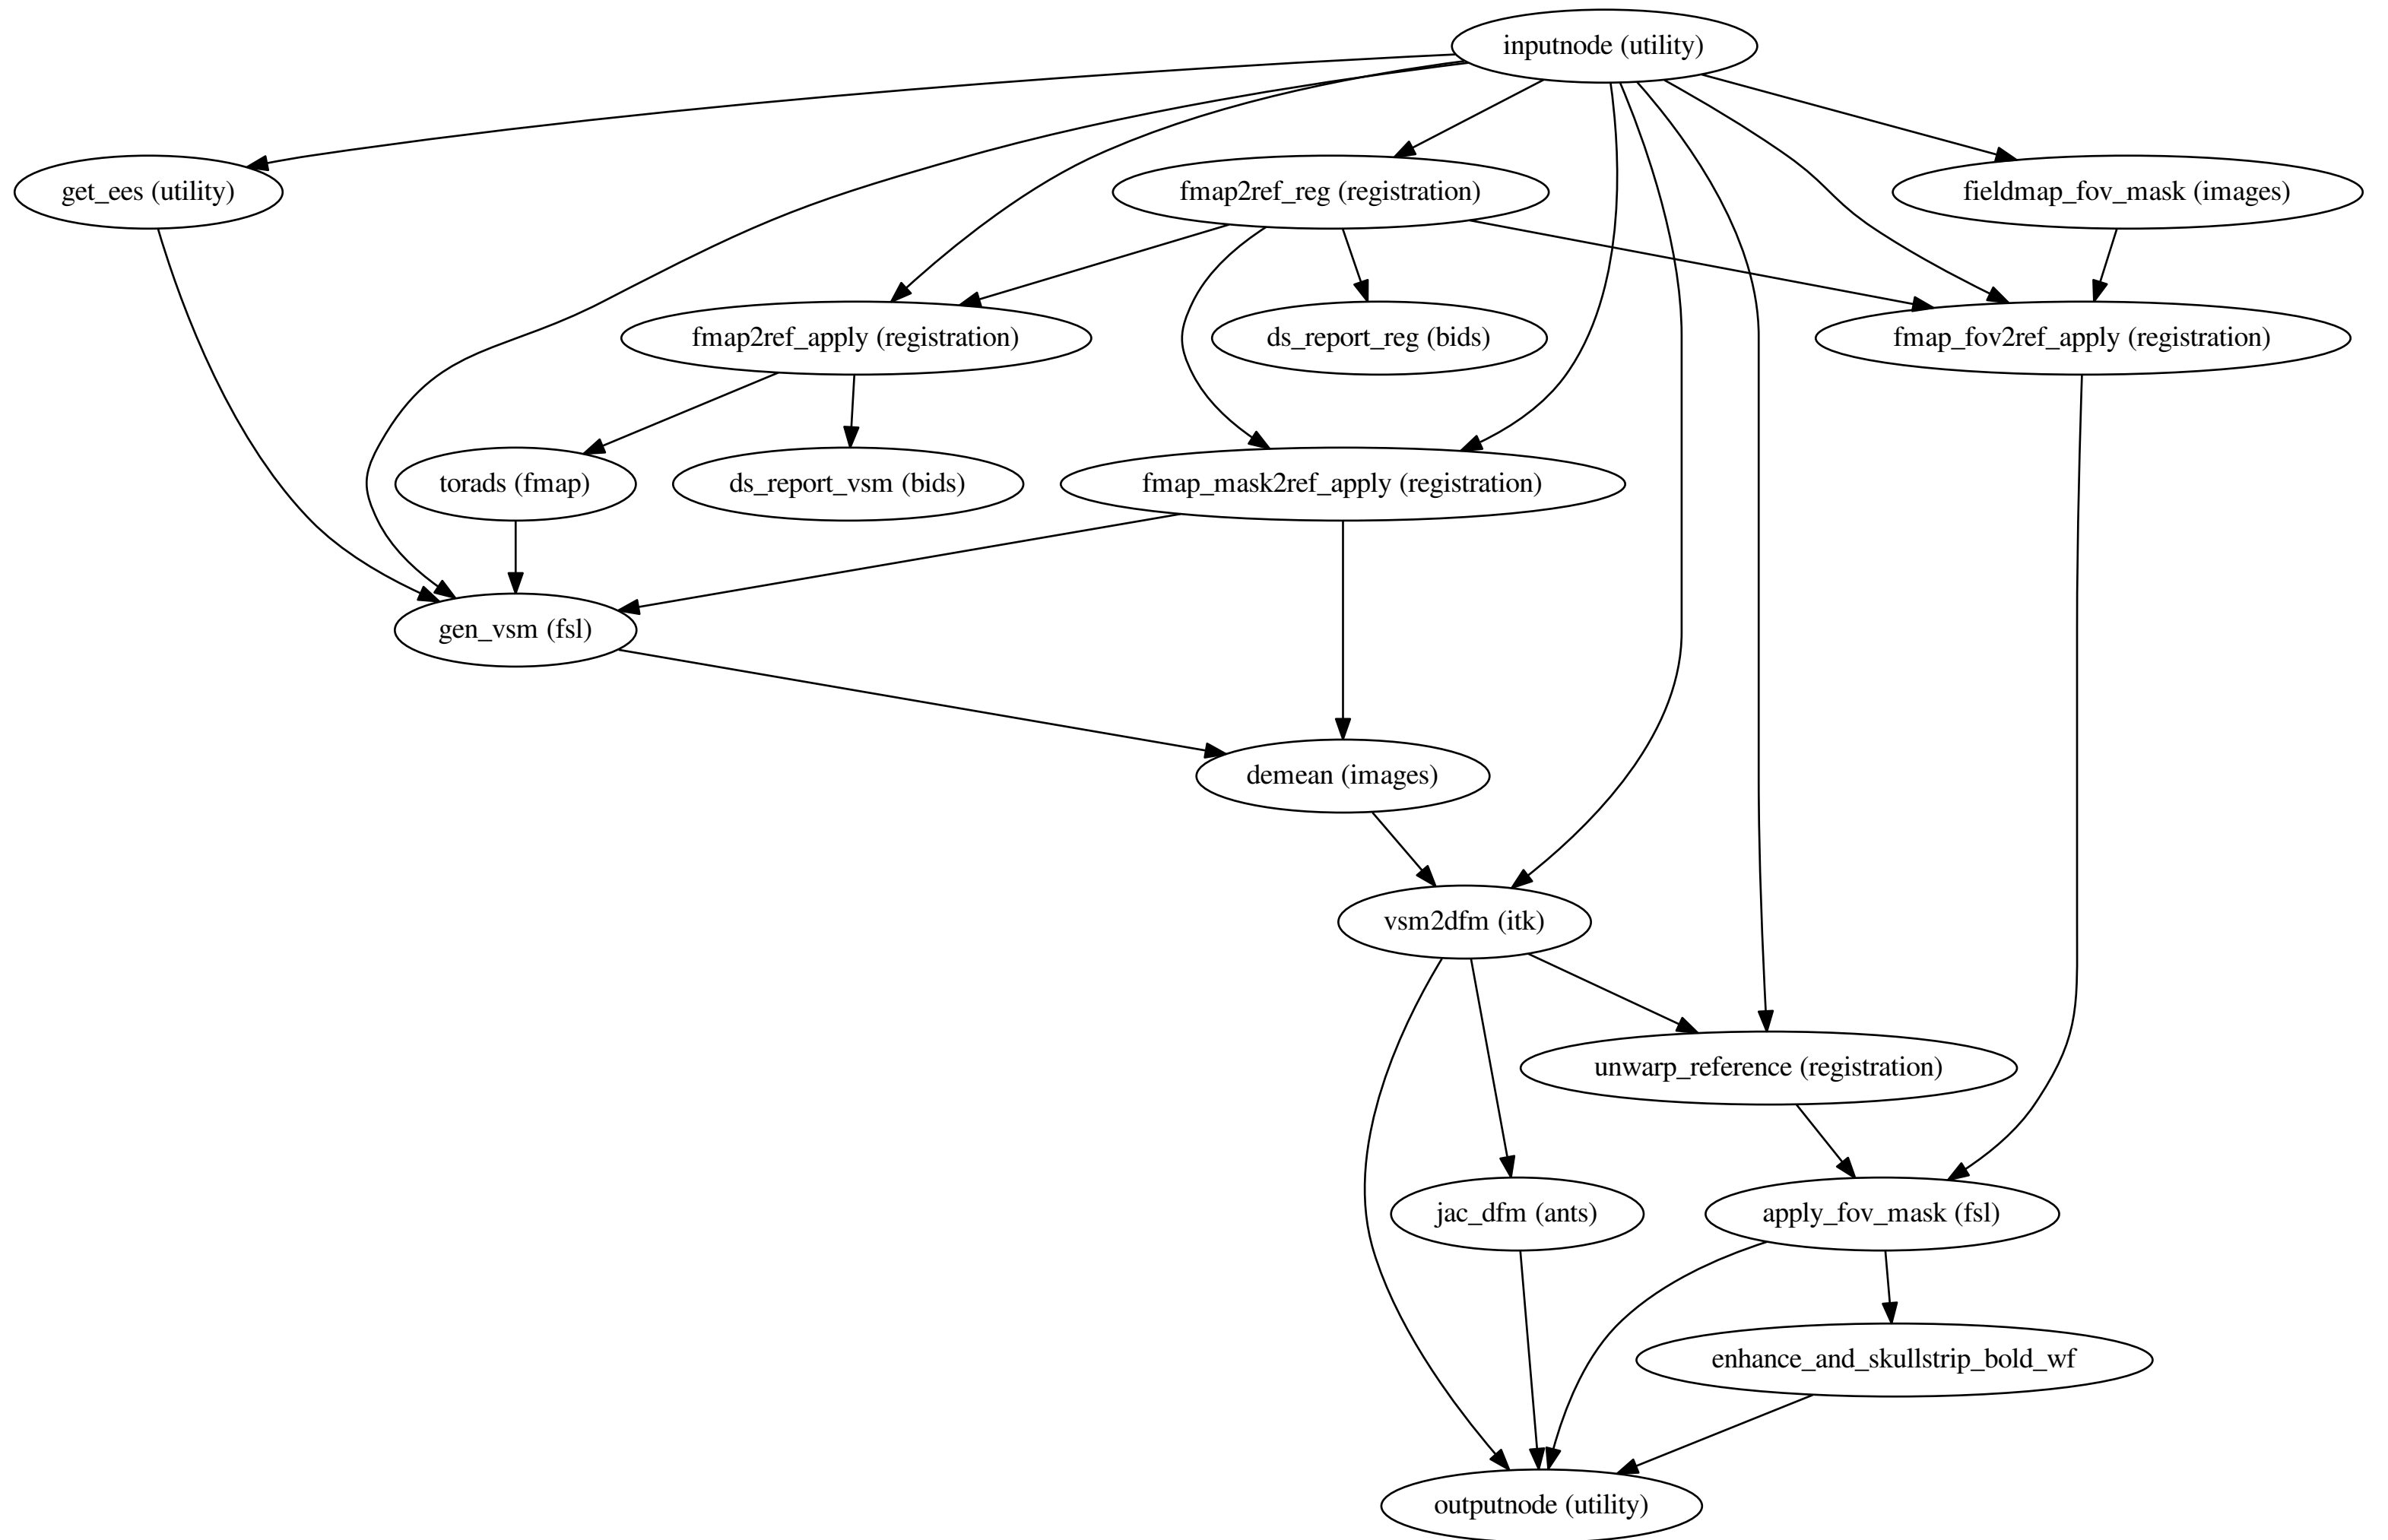 inputnode (utility)
get_ees (utility)
fmap2ref_reg (registration)
fieldmap_fov_mask (images)
fmap2ref_apply (registration)
ds_report_reg (bids)
fmap_fov2ref_apply (registration)
torads (fmap)
ds_report_vsm (bids)
fmap_mask2ref_apply (registration)
gen_vsm (fsl)
demean (images)
vsm2dfm (itk)
unwarp_reference (registration)
jac_dfm (ants)
apply_fov_mask (fsl)
enhance_and_skullstrip_bold_wf
outputnode (utility)